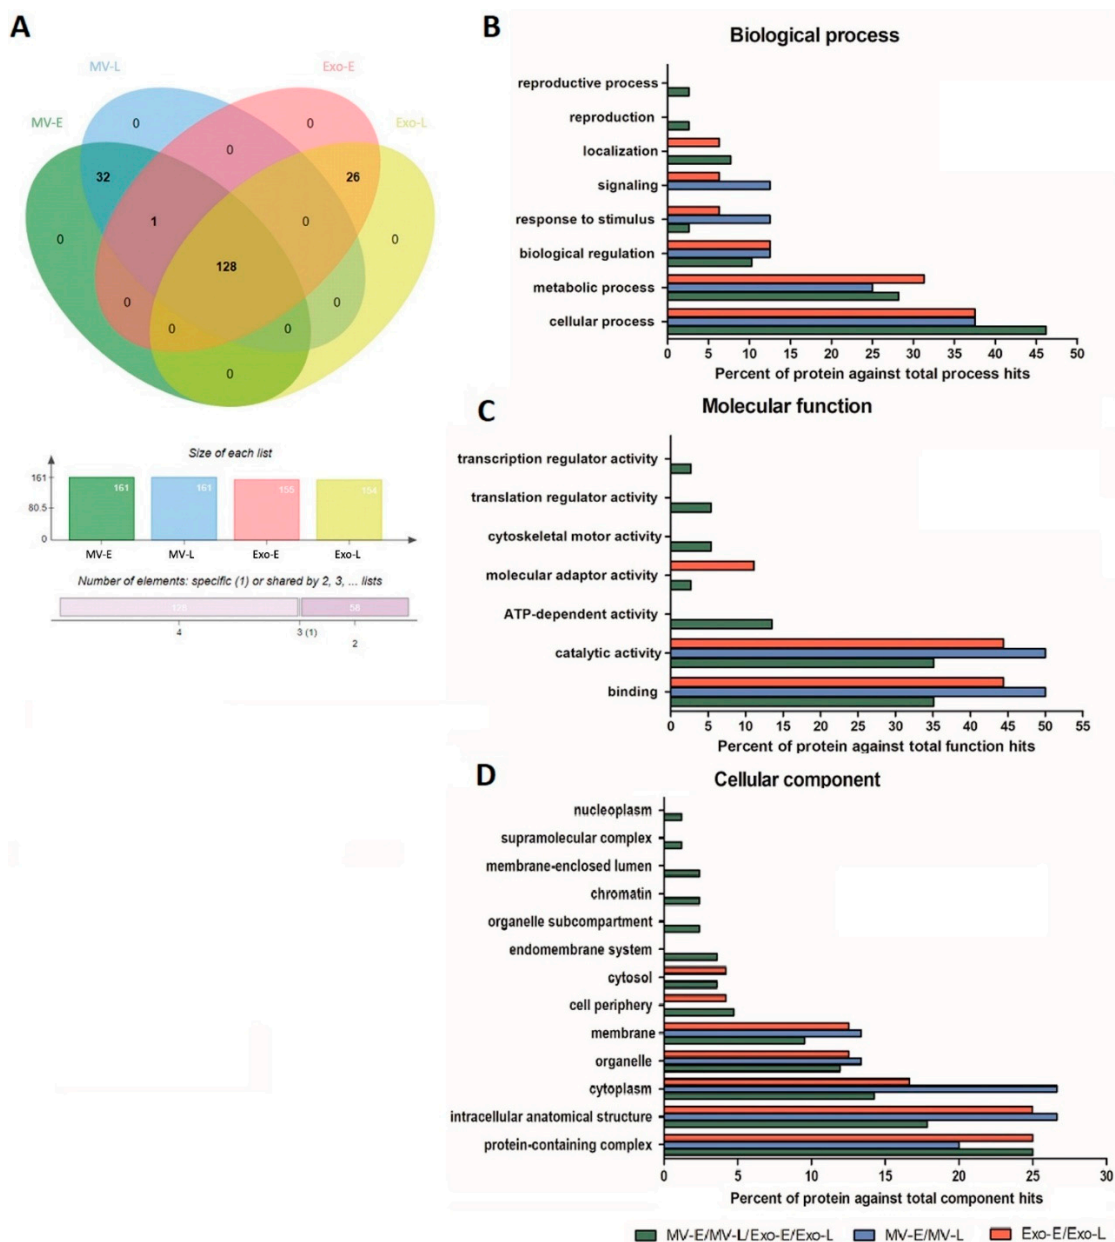 A
MV-L
Exo-E
MV-E
Exo-L
0
0
0
32
26
1
0
0
0
128
0
0
0
0
0
Size of each list
161
80.5
0
161
161
155
154
MV-E
MV-L
Exo-E
Exo-L
Number of elements: specific (1) or shared by 2, 3, ... lists
128
58
4
3 (1)
2
B
Biological process
reproductive process
reproduction
localization
signaling
response to stimulus
biological regulation
metabolic process
cellular process
0 5 10 15 20 25 30 35 40 45 50
Percent of protein against total process hits
C
Molecular function
transcription regulator activity
translation regulator activity
cytoskeletal motor activity
molecular adaptor activity
ATP-dependent activity
catalytic activity
binding
0 5 10 15 20 25 30 35 40 45 50 55
Percent of protein against total function hits
D
Cellular component
nucleoplasm
supramolecular complex
membrane-enclosed lumen
chromatin
organelle subcompartment
endomembrane system
cytosol
cell periphery
membrane
organelle
cytoplasm
intracellular anatomical structure
protein-containing complex
0 5 10 15 20 25 30
Percent of protein against total component hits
MV-E/MV-L/Exo-E/Exo-L MV-E/MV-L Exo-E/Exo-L